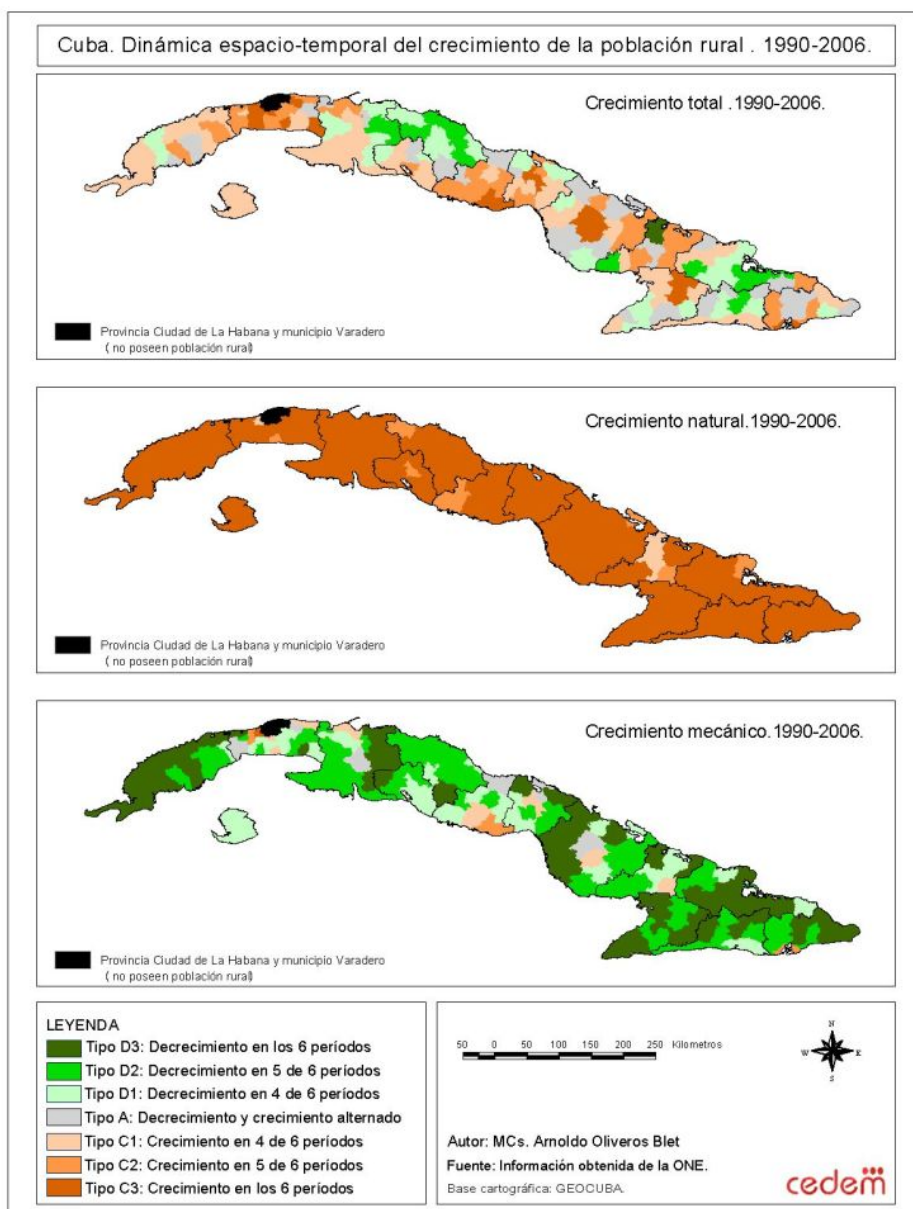 Cuba. Dinámica espacio-temporal del crecimiento de la población rural . 1990-2006.
Crecimiento total .1990-2006.
Provincia Ciudad de La Habana y municipio Varadero
( no poseen población rural)
Crecimiento natural.1990-2006.
Provincia Ciudad de La Habana y municipio Varadero
( no poseen población rural)
Crecimiento mecánico.1990-2006.
Provincia Ciudad de La Habana y municipio Varadero
( no poseen población rural)
LEYENDA
Tipo D3: Decrecimiento en los 6 períodos
Tipo D2: Decrecimiento en 5 de 6 períodos
Tipo D1: Decrecimiento en 4 de 6 períodos
Tipo A: Decrecimiento y crecimiento alternado
Tipo C1: Crecimiento en 4 de 6 períodos
Tipo C2: Crecimiento en 5 de 6 períodos
Tipo C3: Crecimiento en los 6 períodos
50 0 50 100 150 200 250 Kilometros
N
W E
S
Autor: MCs. Arnoldo Oliveros Blet
Fuente: Información obtenida de la ONE.
Base cartográfica: GEOCUBA.
cedem